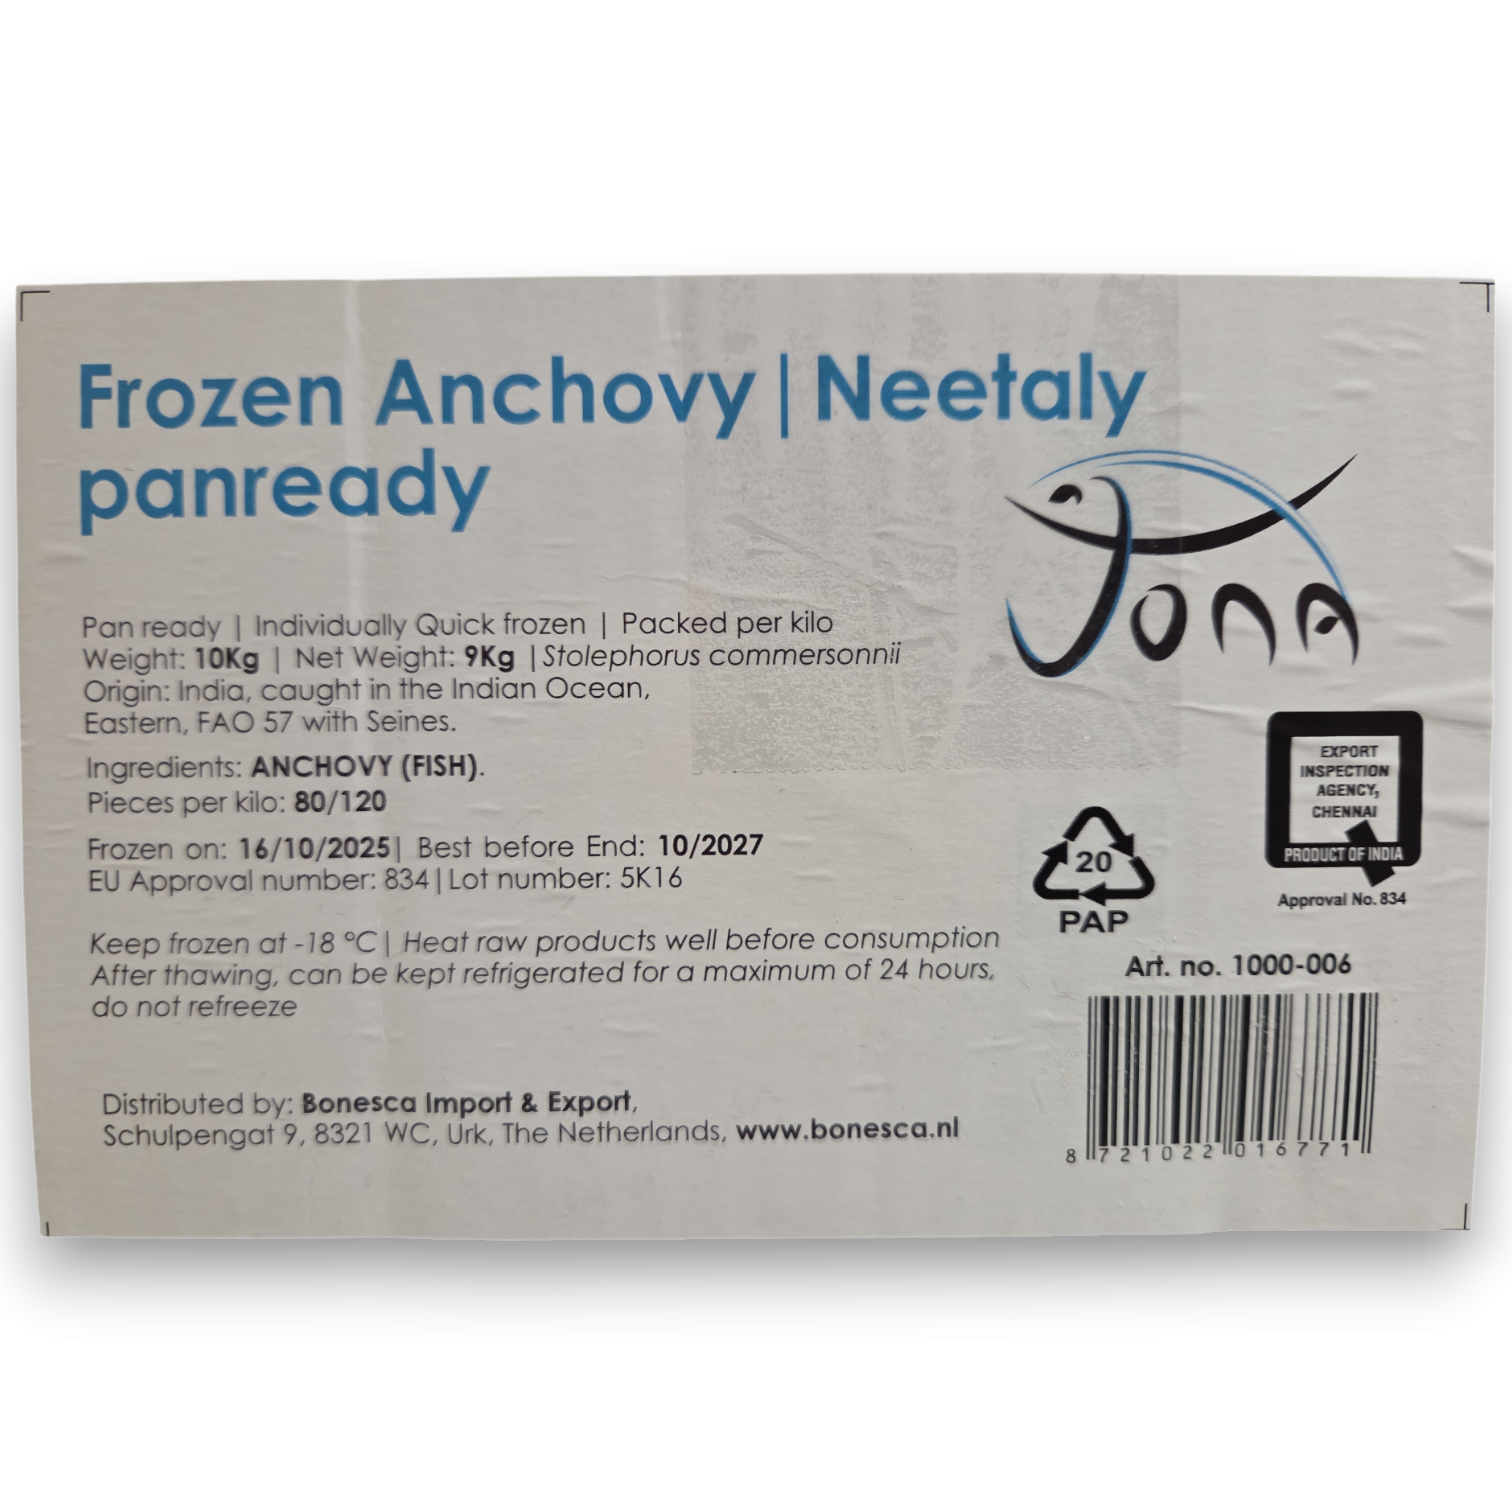 Frozen Anchovy | Neetaly
panready
Jona
Pan ready | Individually Quick frozen | Packed per kilo
Weight: 10Kg | Net Weight: 9Kg | Stolephorus commersonnii
Origin: India, caught in the Indian Ocean,
Eastern, FAO 57 with Seines.
Ingredients: ANCHOVY (FISH).
Pieces per kilo: 80/120
Frozen on: 16/10/2025| Best before End: 10/2027
EU Approval number: 834|Lot number: 5K16
Keep frozen at -18 °C| Heat raw products well before consumption
After thawing, can be kept refrigerated for a maximum of 24 hours,
do not refreeze
Distributed by: Bonesca Import & Export,
Schulpengat 9, 8321 WC, Urk, The Netherlands, www.bonesca.nl
EXPORT
INSPECTION
AGENCY,
CHENNAI
PRODUCT OF INDIA
Approval No. 834
20
PAP
Art. no. 1000-006
8 721022 016771